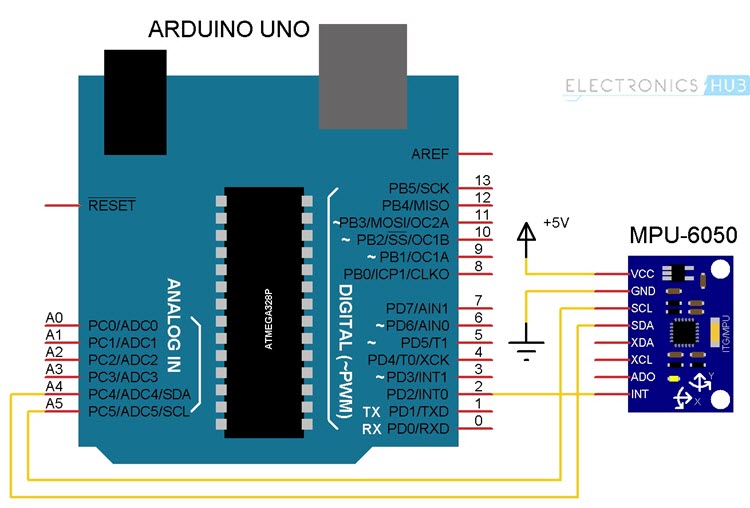 ARDUINO UNO
ELECTRONICS HUB
AREF
PB5/SCK 13
RESET
PB4/MISO 12
~PB3/MOSI/OC2A 11
~ PB2/SS/OC1B 10
~ PB1/OC1A 9
PB0/ICP1/CLKO 8
+5V
MPU-6050
VCC
GND
SCL
SDA
XDA
XCL
ADO
INT
ITG/MPU
Y
X
ANALOG IN
ATMEGA328P
DIGITAL (~PWM)
A0 PC0/ADC0
A1 PC1/ADC1
A2 PC2/ADC2
A3 PC3/ADC3
A4 PC4/ADC4/SDA
A5 PC5/ADC5/SCL
PD7/AIN1 7
~PD6/AIN0 6
~ PD5/T1 5
PD4/T0/XCK 4
~PD3/INT1 3
PD2/INT0 2
TX PD1/TXD 1
RX PD0/RXD 0